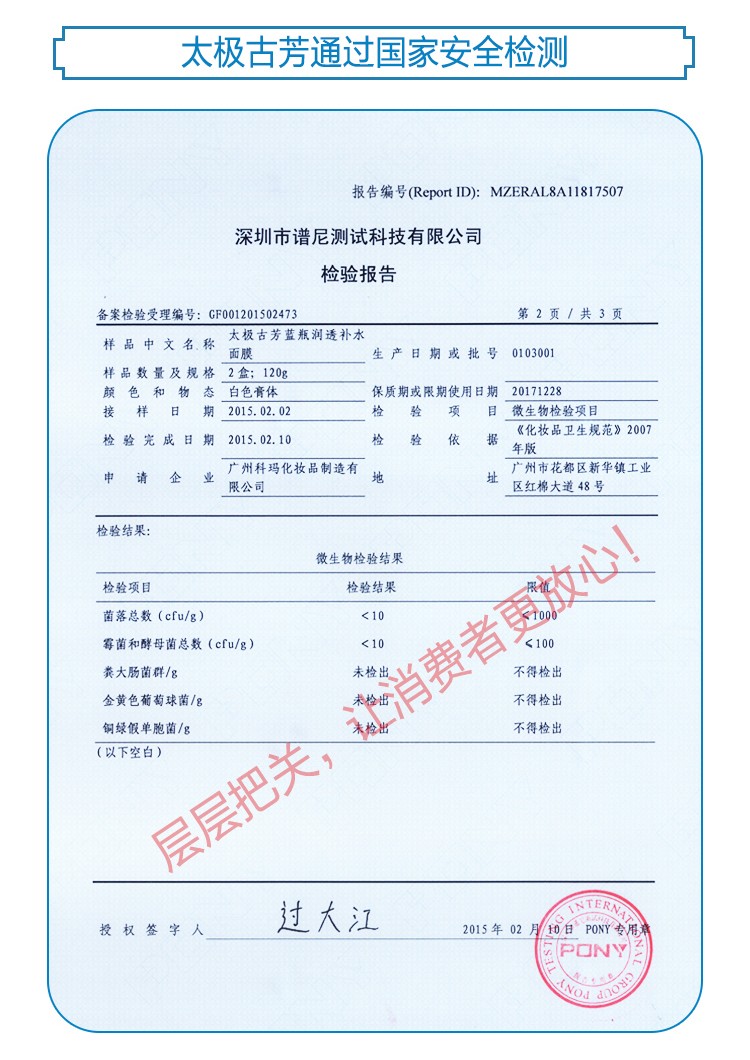 太极古芳通过国家安全检测
报告编号(Report ID): MZERAL8A11817507
深圳市谱尼测试科技有限公司
检验报告
备案检验受理编号: GF001201502473 第 2 页 / 共 3 页
样品中文名称 太极古芳蓝瓶润透补水面膜 生产日期或批号 0103001
样品数量及规格 2盒; 120g
颜色和物态 白色膏体 保质期或限期使用日期 20171228
接样日期 2015.02.02 检验项目 微生物检验项目
检验完成日期 2015.02.10 检验依据 《化妆品卫生规范》2007年版
申请企业 广州科玛化妆品制造有限公司 地址 广州市花都区新华镇工业区红棉大道 48 号
检验结果:
微生物检验结果
检验项目 检验结果 限值
菌落总数 (cfu/g) <10 ≤1000
霉菌和酵母菌总数 (cfu/g) <10 ≤100
粪大肠菌群/g 未检出 不得检出
金黄色葡萄球菌/g 未检出 不得检出
铜绿假单胞菌/g 未检出 不得检出
(以下空白)
层层把关，让消费者更放心!
授权签字人 过大江 2015年 02 月 10日 PONY 专用章
PONY TESTING INTERNATIONAL GROUP
PONY